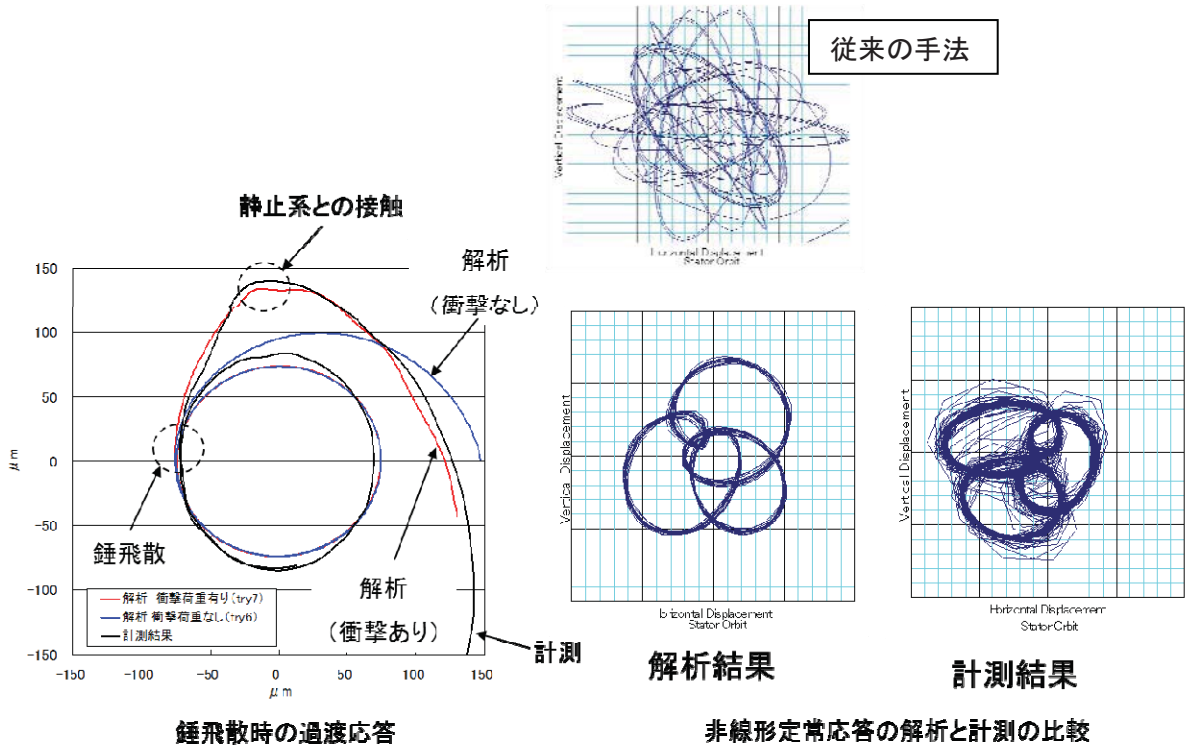 従来の手法
Vertical Displacement
Horizontal Displacement
Stator Orbit
静止系との接触
解析
(衝撃なし)
150
100
50
0
-50
-100
-150
μm
錘飛散
解析
(衝撃あり)
計測
解析 衝撃荷重有り(try7)
解析 衝撃荷重なし(try6)
計測結果
-150
-100
-50
0
50
100
150
μm
錘飛散時の過渡応答
Vertical Displacement
Horizontal Displacement
Stator Orbit
解析結果
Vertical Displacement
Horizontal Displacement
Stator Orbit
計測結果
非線形定常応答の解析と計測の比較